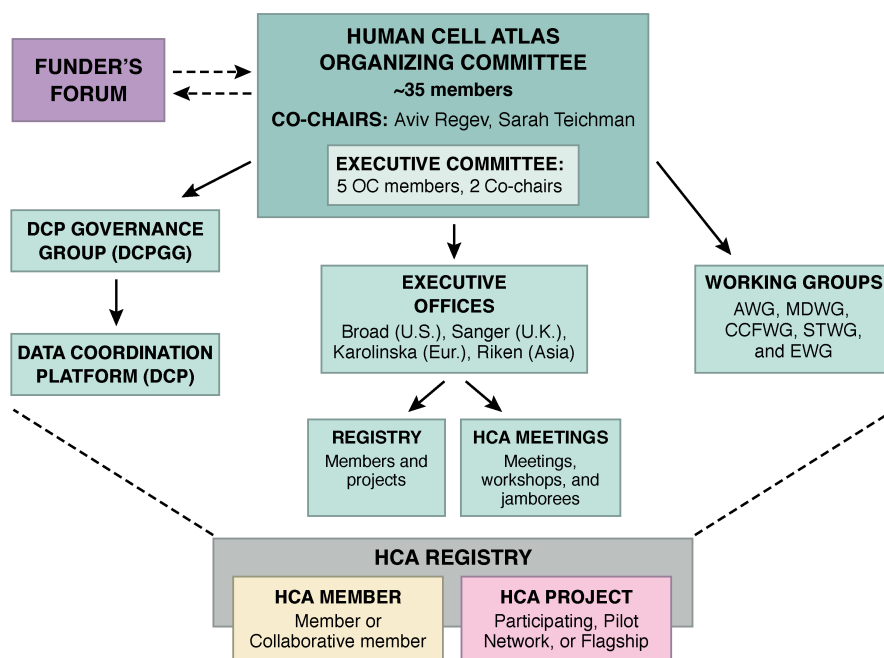 FUNDER'S
FORUM
HUMAN CELL ATLAS
ORGANIZING COMMITTEE
~35 members
CO-CHAIRS: Aviv Regev, Sarah Teichman
EXECUTIVE COMMITTEE:
5 OC members, 2 Co-chairs
DCP GOVERNANCE
GROUP (DCPGG)
DATA COORDINATION
PLATFORM (DCP)
EXECUTIVE
OFFICES
Broad (U.S.), Sanger (U.K.),
Karolinska (Eur.), Riken (Asia)
WORKING GROUPS
AWG, MDWG,
CCFWG, STWG,
and EWG
REGISTRY
Members and
projects
HCA MEETINGS
Meetings,
workshops, and
jamborees
HCA REGISTRY
HCA MEMBER
Member or
Collaborative member
HCA PROJECT
Participating, Pilot
Network, or Flagship